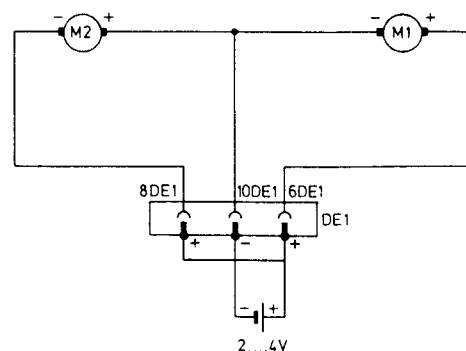 - M2 + - M1 +
8DE1 10DE1 6DE1
DE1
+ - +
- +
2....4V